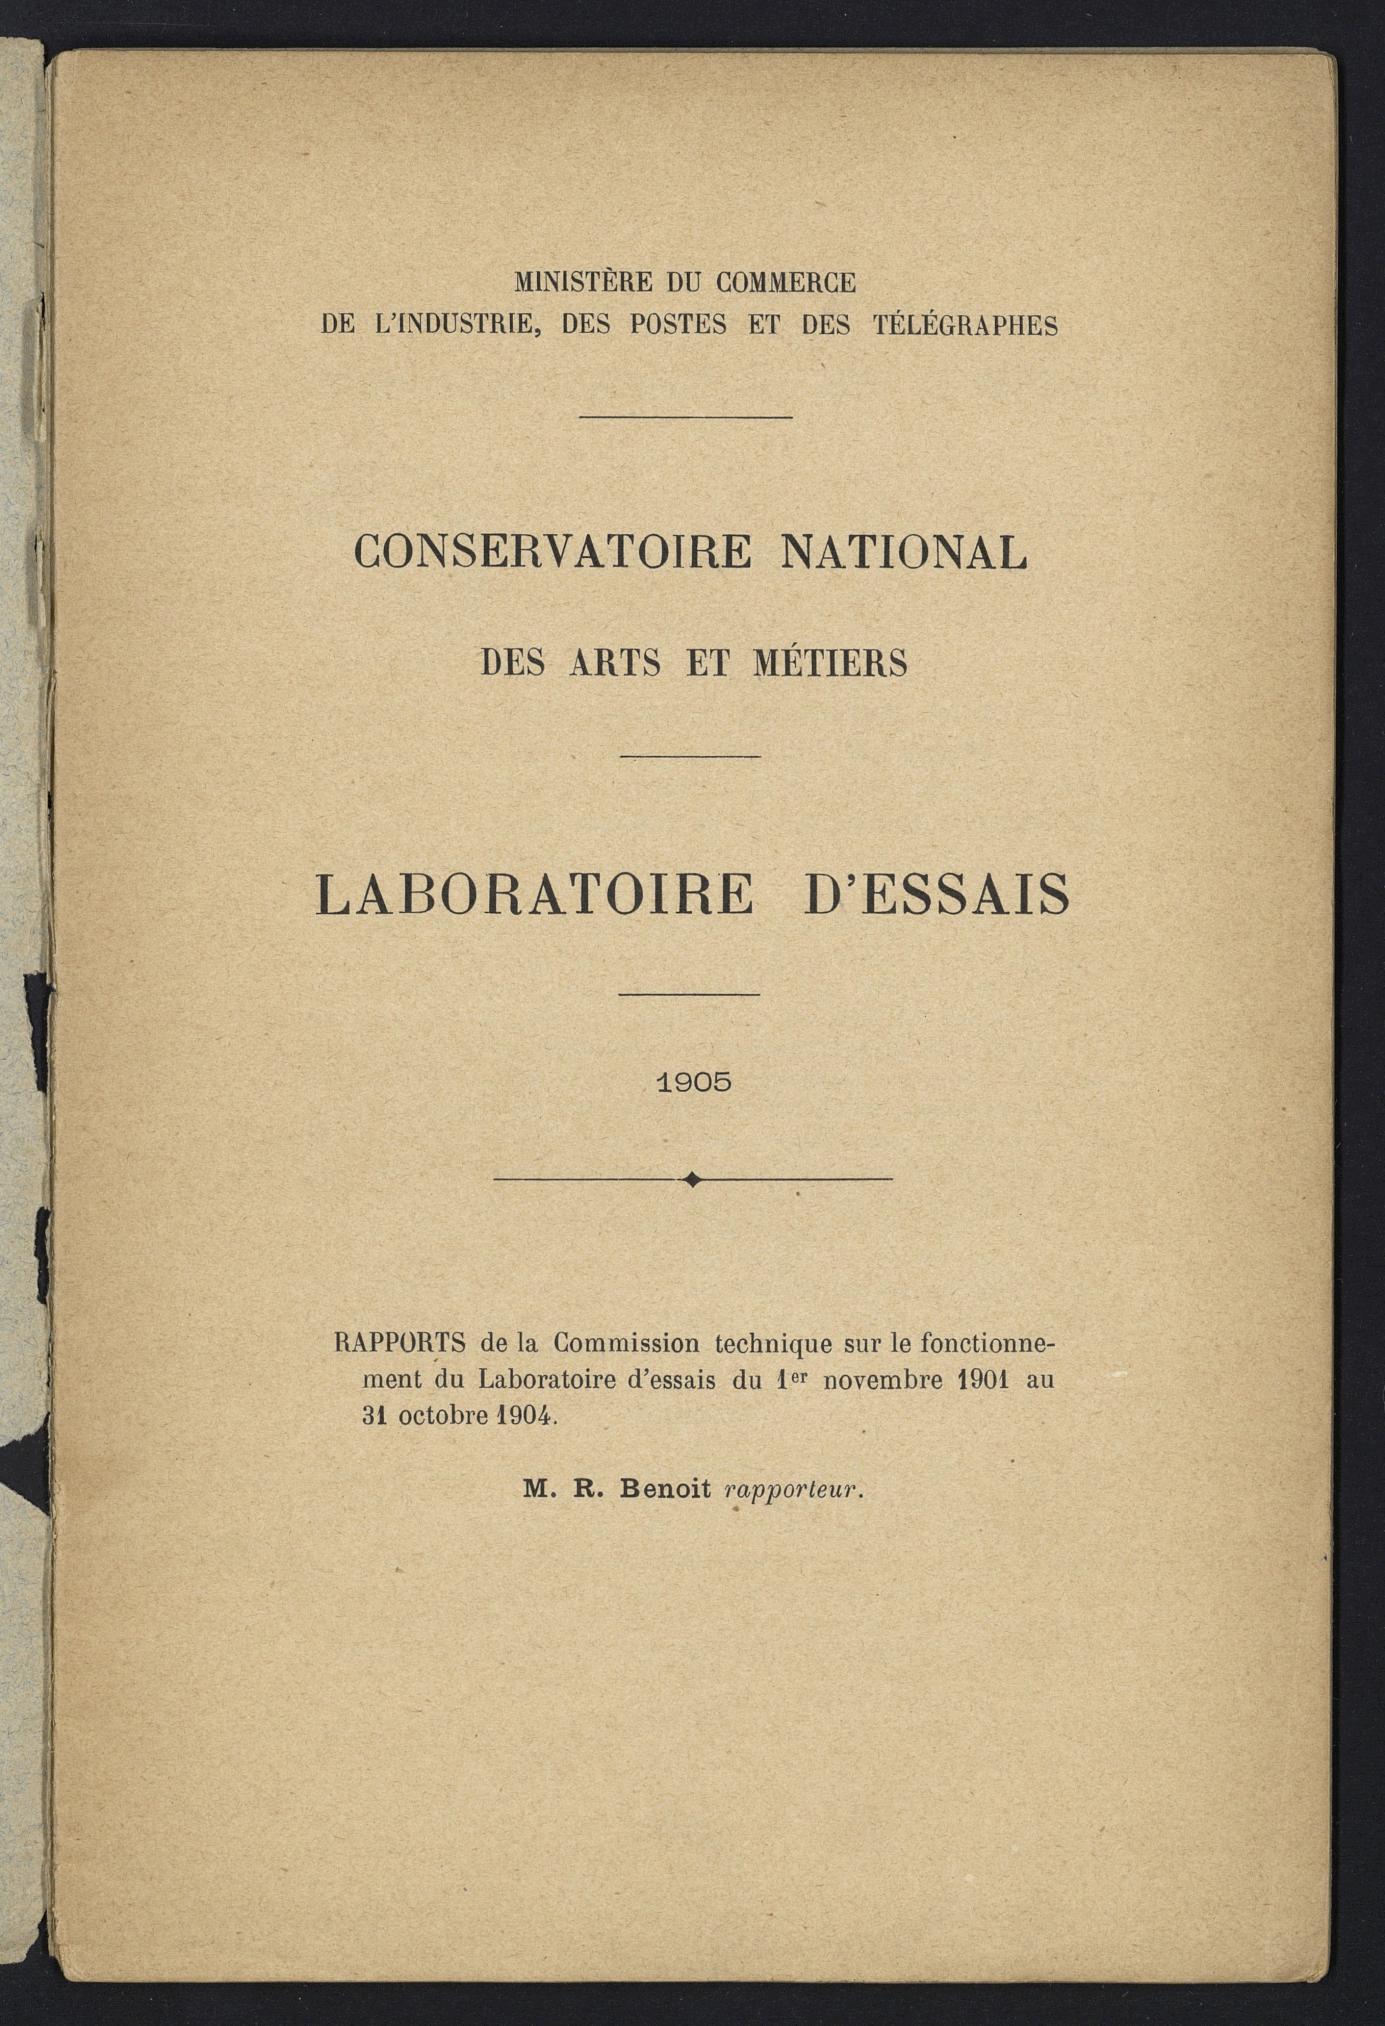 MINISTÈRE DU COMMERCE
DE L'INDUSTRIE, DES POSTES ET DES TÉLÉGRAPHES
CONSERVATOIRE NATIONAL
DES ARTS ET MÉTIERS
LABORATOIRE D'ESSAIS
1905
RAPPORTS de la Commission technique sur le fonctionne-
ment du Laboratoire d'essais du 1er novembre 1901 au
31 octobre 1904.
M. R. Benoit rapporteur.